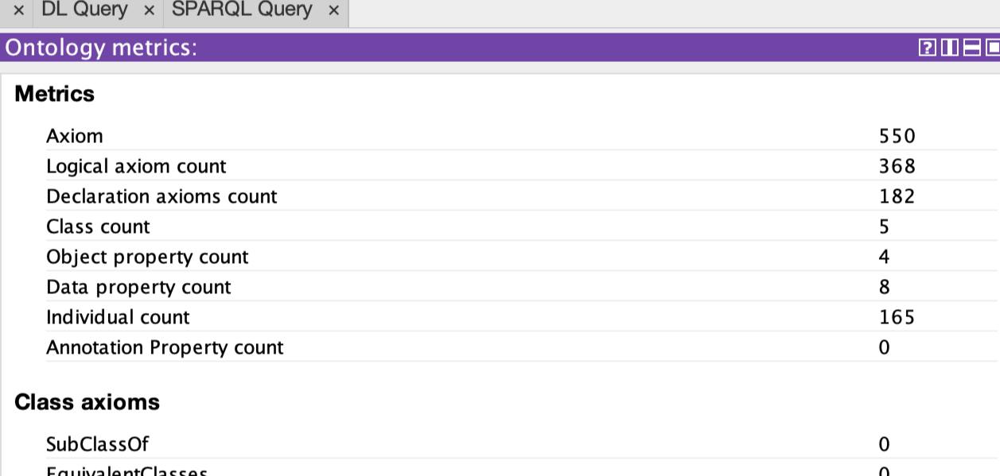 × DL Query × SPARQL Query ×
Ontology metrics:
Metrics
Axiom 550
Logical axiom count 368
Declaration axioms count 182
Class count 5
Object property count 4
Data property count 8
Individual count 165
Annotation Property count 0
Class axioms
SubClassOf 0
EquivalentClasses 0